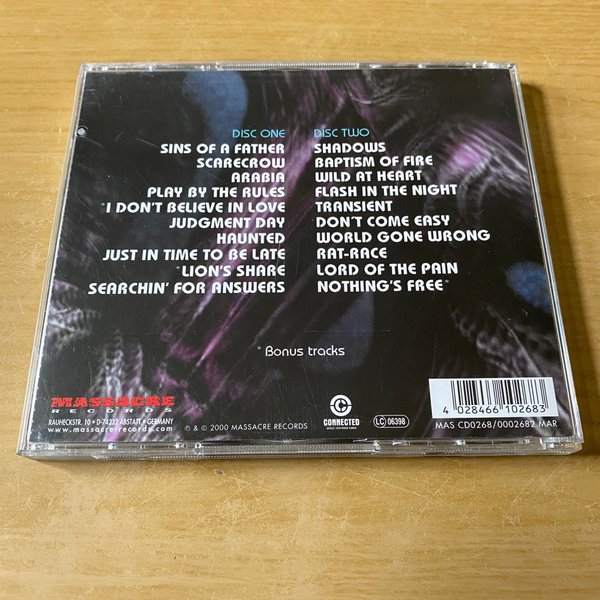 DISC ONE
SINS OF A FATHER
SCARECROW
ARABIA
PLAY BY THE RULES
*I DON'T BELIEVE IN LOVE
JUDGMENT DAY
HAUNTED
JUST IN TIME TO BE LATE
*LION'S SHARE
SEARCHIN' FOR ANSWERS
DISC TWO
SHADOWS
BAPTISM OF FIRE
WILD AT HEART
FLASH IN THE NIGHT
TRANSIENT
DON'T COME EASY
WORLD GONE WRONG
RAT-RACE
LORD OF THE PAIN
NOTHING'S FREE*
*Bonus tracks
MASSACRE
RECORDS
RAUHECKSTR. 10 • D-74232 ABSTATT • GERMANY
www.massacre-records.com
℗ & © 2000 MASSACRE RECORDS
CONNECTED
LC 06398
4 028466 102683
MAS CD0268/0002682 MAR